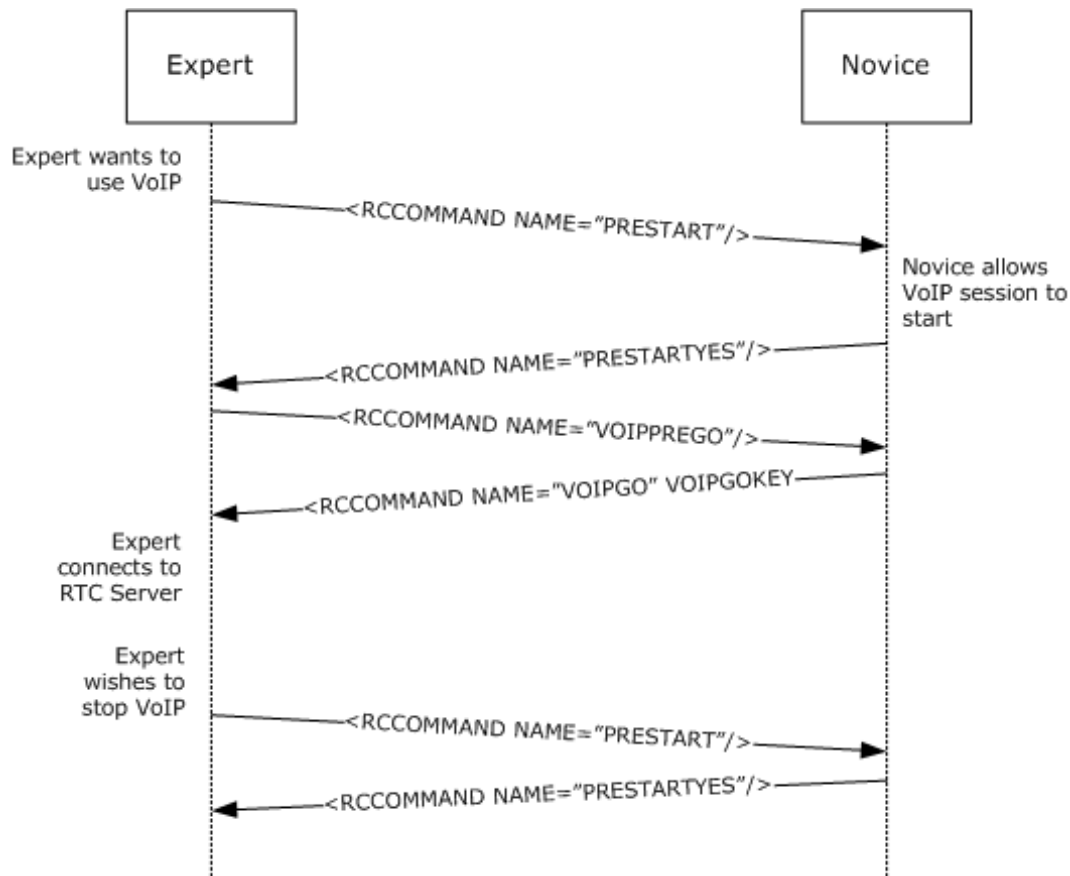 Expert
Novice
Expert wants to
use VoIP
<RCCOMMAND NAME=”PRESTART”/>
Novice allows
VoIP session to
start
<RCCOMMAND NAME=”PRESTARTYES”/>
<RCCOMMAND NAME=”VOIPPREGO”/>
<RCCOMMAND NAME=”VOIPGO” VOIPGOKEY
Expert
connects to
RTC Server
Expert
wishes to
stop VoIP
<RCCOMMAND NAME=”PRESTART”/>
<RCCOMMAND NAME=”PRESTARTYES”/>